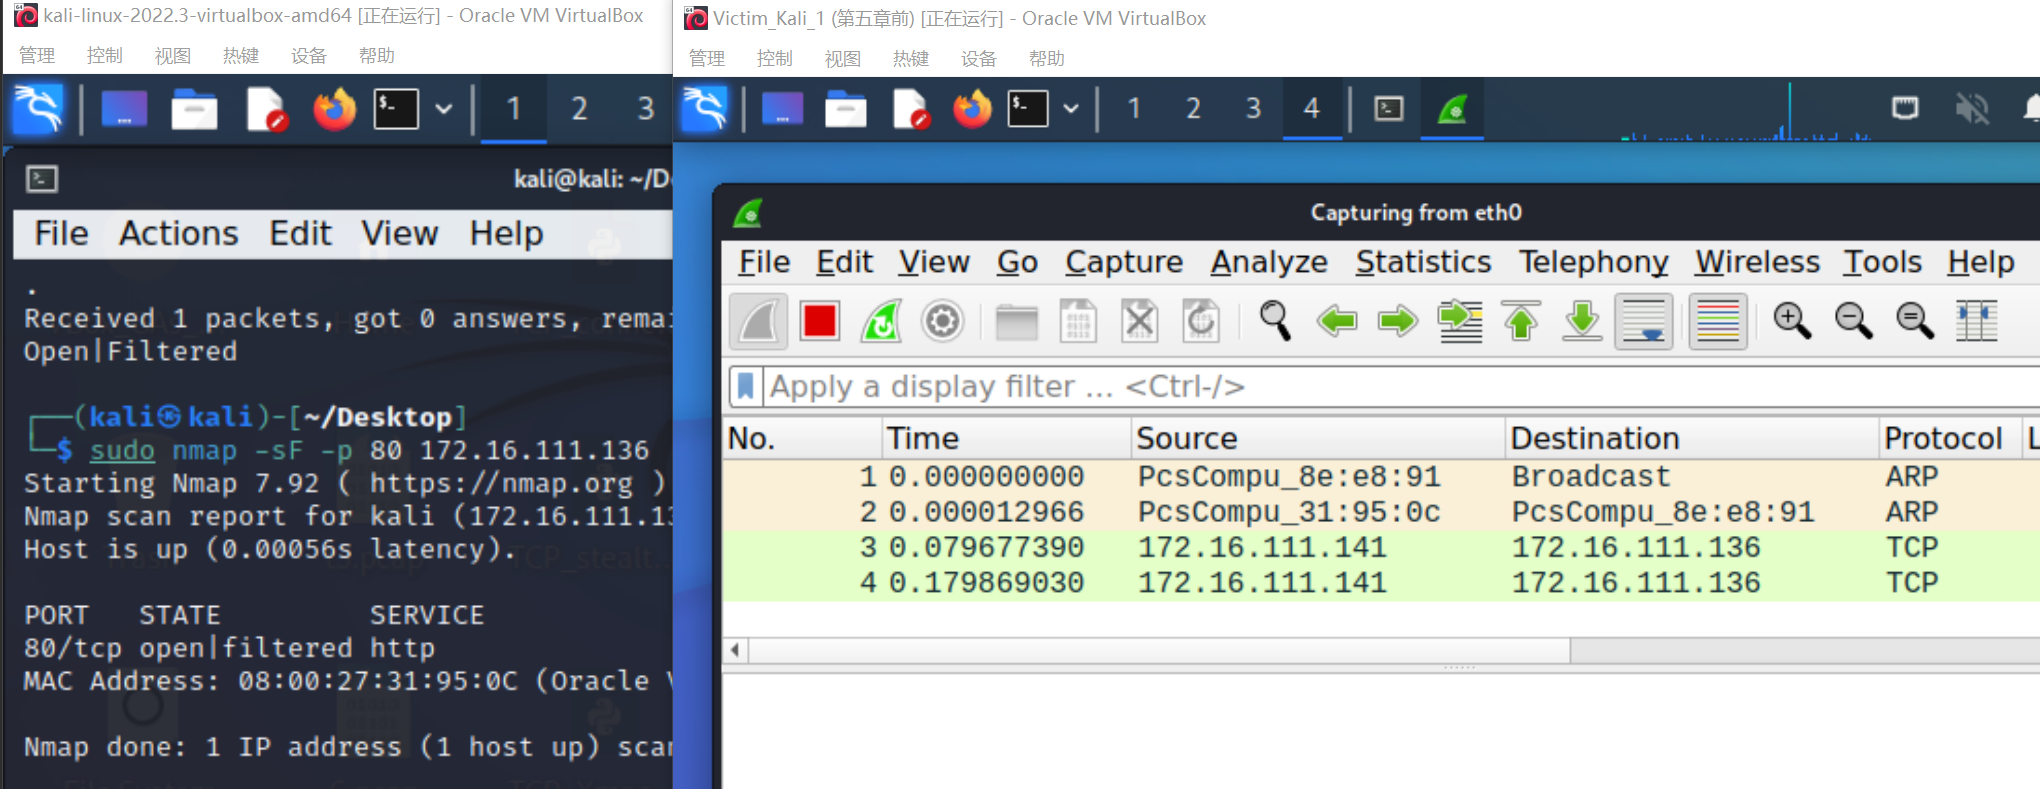 kali-linux-2022.3-virtualbox-amd64 [正在运行] - Oracle VM VirtualBox
管理 控制 视图 热键 设备 帮助
1 2 3
kali@kali: ~/De
File Actions Edit View Help
.
Received 1 packets, got 0 answers, remai
Open|Filtered
┌──(kali㉿kali)-[~/Desktop]
└─$ sudo nmap -sF -p 80 172.16.111.136
Starting Nmap 7.92 ( https://nmap.org )
Nmap scan report for kali (172.16.111.13
Host is up (0.00056s latency).
PORT STATE SERVICE
80/tcp open|filtered http
MAC Address: 08:00:27:31:95:0C (Oracle V
Nmap done: 1 IP address (1 host up) scan
Victim_Kali_1 (第五章前) [正在运行] - Oracle VM VirtualBox
管理 控制 视图 热键 设备 帮助
1 2 3 4
Capturing from eth0
File Edit View Go Capture Analyze Statistics Telephony Wireless Tools Help
Apply a display filter ... <Ctrl-/>
No. Time Source Destination Protocol L
1 0.000000000 PcsCompu_8e:e8:91 Broadcast ARP
2 0.000012966 PcsCompu_31:95:0c PcsCompu_8e:e8:91 ARP
3 0.079677390 172.16.111.141 172.16.111.136 TCP
4 0.179869030 172.16.111.141 172.16.111.136 TCP